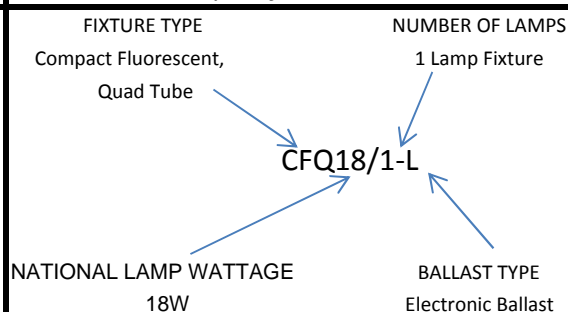 FIXTURE TYPE
Compact Fluorescent,
Quad Tube
NUMBER OF LAMPS
1 Lamp Fixture
CFQ18/1-L
NATIONAL LAMP WATTAGE
18W
BALLAST TYPE
Electronic Ballast